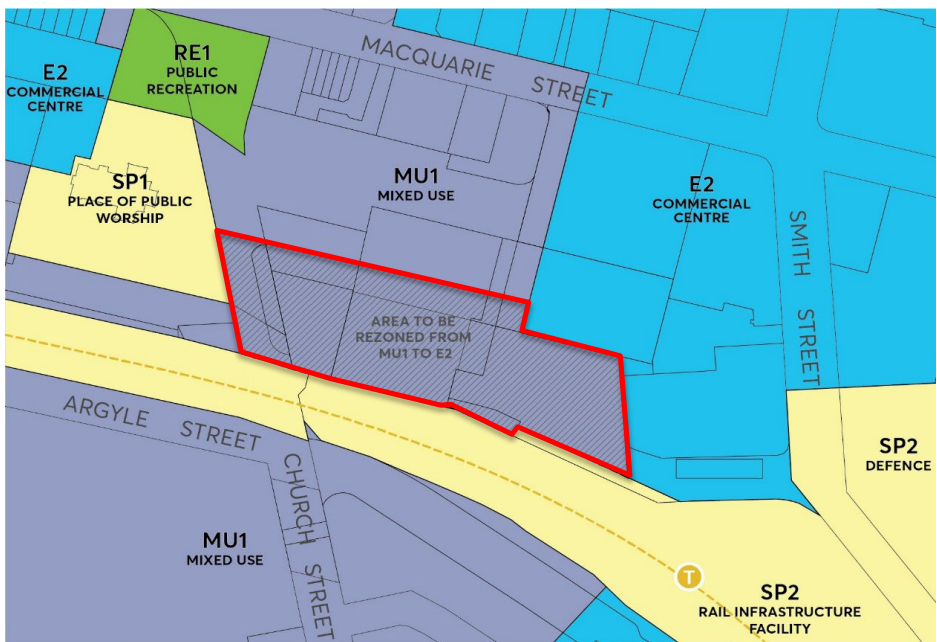 MACQUARIE STREET
RE1
PUBLIC
RECREATION
E2
COMMERCIAL
CENTRE
SP1
PLACE OF PUBLIC
WORSHIP
MU1
MIXED USE
E2
COMMERCIAL
CENTRE
SMITH STREET
AREA TO BE
REZONED FROM
MU1 TO E2
ARGYLE STREET
CHURCH STREET
SP2
DEFENCE
MU1
MIXED USE
T
SP2
RAIL INFRASTRUCTURE
FACILITY